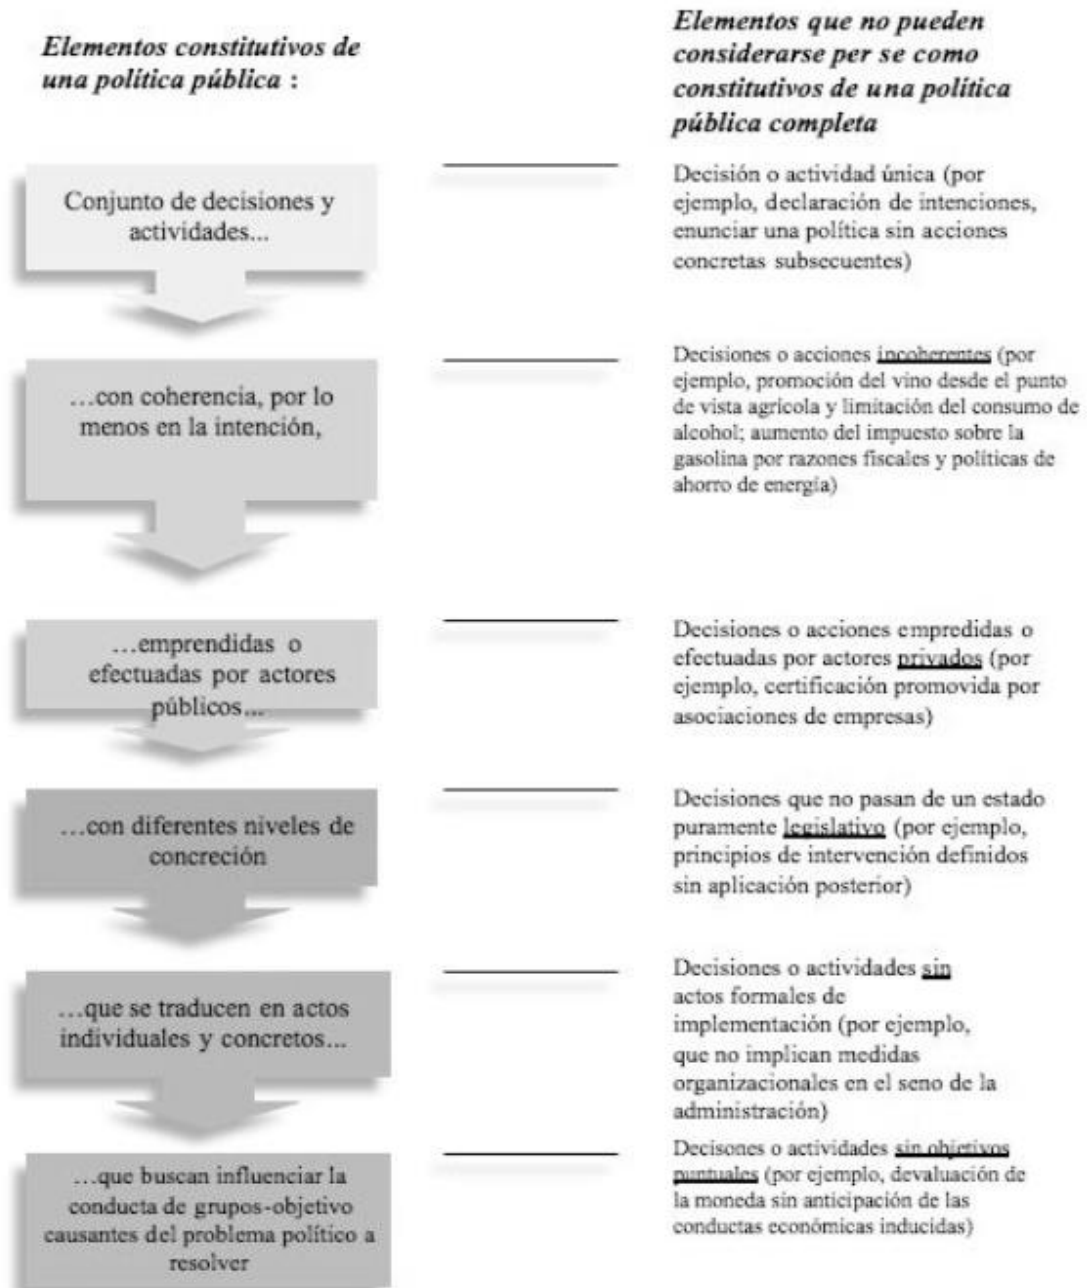 Elementos constitutivos de
una política pública :
Elementos que no pueden
considerarse per se como
constitutivos de una política
pública completa
Conjunto de decisiones y
actividades...
Decisión o actividad única (por
ejemplo, declaración de intenciones,
enunciar una política sin acciones
concretas subsecuentes)
...con coherencia, por lo
menos en la intención,
Decisiones o acciones incoherentes (por
ejemplo, promoción del vino desde el punto
de vista agrícola y limitación del consumo de
alcohol; aumento del impuesto sobre la
gasolina por razones fiscales y políticas de
ahorro de energía)
...emprendidas o
efectuadas por actores
públicos...
Decisiones o acciones empredidas o
efectuadas por actores privados (por
ejemplo, certificación promovida por
asociaciones de empresas)
...con diferentes niveles de
concreción
Decisiones que no pasan de un estado
puramente legislativo (por ejemplo,
principios de intervención definidos
sin aplicación posterior)
...que se traducen en actos
individuales y concretos...
Decisiones o actividades sin
actos formales de
implementación (por ejemplo,
que no implican medidas
organizacionales en el seno de la
administración)
...que buscan influenciar la
conducta de grupos-objetivo
causantes del problema político a
resolver
Decisones o actividades sin objetivos
puntuales (por ejemplo, devaluación de
la moneda sin anticipación de las
conductas económicas inducidas)